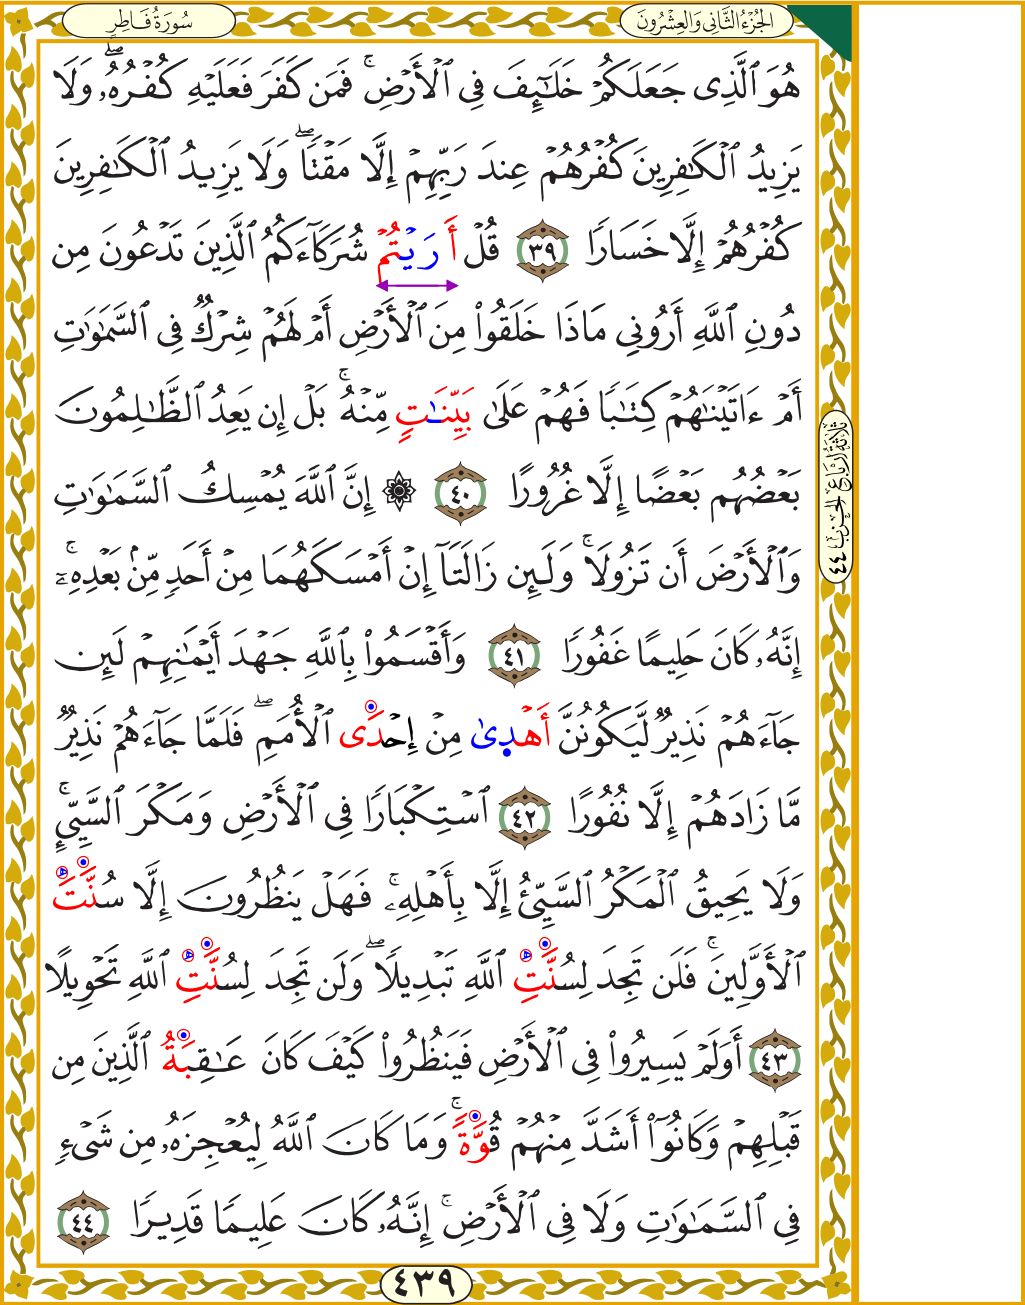 سُورَةُ فَاطِرٍ
الجُزْءُ الثَّانِي وَالعِشْرُونَ
هُوَ ٱلَّذِى جَعَلَكُمْ خَلَـٰٓئِفَ فِى ٱلْأَرْضِ ۚ فَمَن كَفَرَ فَعَلَيْهِ كُفْرُهُۥ ۖ وَلَا
يَزِيدُ ٱلْكَـٰفِرِينَ كُفْرُهُمْ عِندَ رَبِّهِمْ إِلَّا مَقْتًا ۖ وَلَا يَزِيدُ ٱلْكَـٰفِرِينَ
كُفْرُهُمْ إِلَّا خَسَارًا ٣٩ قُلْ أَرَيْتُمْ شُرَكَآءَكُمُ ٱلَّذِينَ تَدْعُونَ مِن
دُونِ ٱللَّهِ أَرُونِى مَاذَا خَلَقُوا۟ مِنَ ٱلْأَرْضِ أَمْ لَهُمْ شِرْكٌ فِى ٱلسَّمَـٰوَٰتِ
أَمْ ءَاتَيْنَـٰهُمْ كِتَـٰبًا فَهُمْ عَلَىٰ بَيِّنَـٰتٍ مِّنْهُ ۚ بَلْ إِن يَعِدُ ٱلظَّـٰلِمُونَ
بَعْضُهُم بَعْضًا إِلَّا غُرُورًا ٤٠ ۞ إِنَّ ٱللَّهَ يُمْسِكُ ٱلسَّمَـٰوَٰتِ
وَٱلْأَرْضَ أَن تَزُولَا ۚ وَلَئِن زَالَتَآ إِنْ أَمْسَكَهُمَا مِنْ أَحَدٍ مِّنۢ بَعْدِهِۦٓ ۚ
إِنَّهُۥ كَانَ حَلِيمًا غَفُورًا ٤١ وَأَقْسَمُوا۟ بِٱللَّهِ جَهْدَ أَيْمَـٰنِهِمْ لَئِن
جَآءَهُمْ نَذِيرٌ لَّيَكُونُنَّ أَهْدَىٰ مِنْ إِحْدَى ٱلْأُمَمِ ۖ فَلَمَّا جَآءَهُمْ نَذِيرٌ
مَّا زَادَهُمْ إِلَّا نُفُورًا ٤٢ ٱسْتِكْبَارًا فِى ٱلْأَرْضِ وَمَكْرَ ٱلسَّيِّئِ ۚ
وَلَا يَحِيقُ ٱلْمَكْرُ ٱلسَّيِّئُ إِلَّا بِأَهْلِهِۦ ۚ فَهَلْ يَنظُرُونَ إِلَّا سُنَّتَ
ٱلْأَوَّلِينَ ۚ فَلَن تَجِدَ لِسُنَّتِ ٱللَّهِ تَبْدِيلًا ۖ وَلَن تَجِدَ لِسُنَّتِ ٱللَّهِ تَحْوِيلًا
٤٣ أَوَلَمْ يَسِيرُوا۟ فِى ٱلْأَرْضِ فَيَنظُرُوا۟ كَيْفَ كَانَ عَـٰقِبَةُ ٱلَّذِينَ مِن
قَبْلِهِمْ وَكَانُوٓا۟ أَشَدَّ مِنْهُمْ قُوَّةً ۚ وَمَا كَانَ ٱللَّهُ لِيُعْجِزَهُۥ مِن شَىْءٍ
فِى ٱلسَّمَـٰوَٰتِ وَلَا فِى ٱلْأَرْضِ ۚ إِنَّهُۥ كَانَ عَلِيمًا قَدِيرًا ٤٤
ثَلَاثَةُ أَرْبَاعِ الحِزْبِ ٤٤
٤٣٩